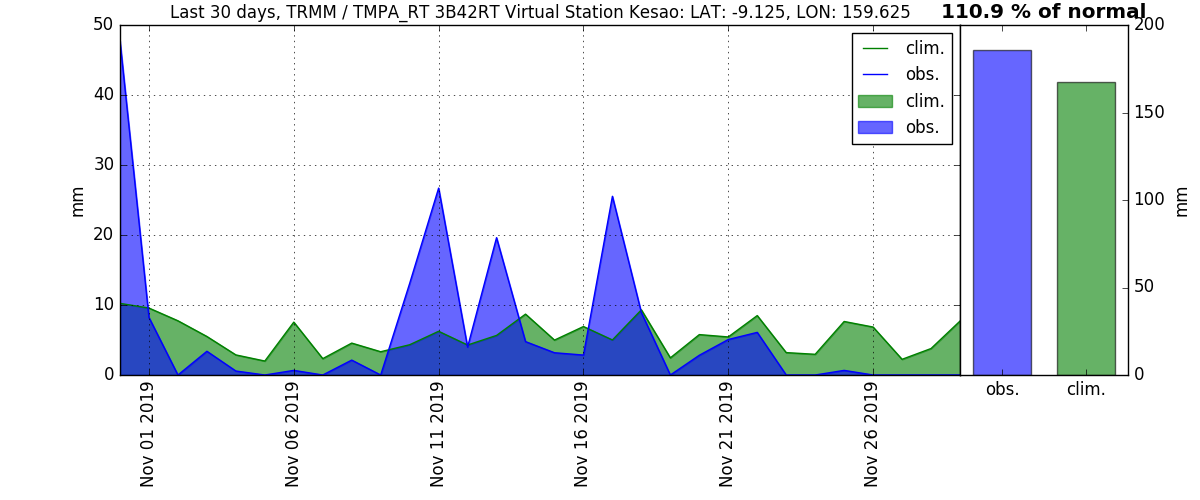 Last 30 days, TRMM / TMPA_RT 3B42RT Virtual Station Kesao: LAT: -9.125, LON: 159.625
110.9 % of normal
50
40
30
20
10
0
mm
clim.
obs.
clim.
obs.
200
150
100
50
0
mm
obs.
clim.
Nov 01 2019
Nov 06 2019
Nov 11 2019
Nov 16 2019
Nov 21 2019
Nov 26 2019